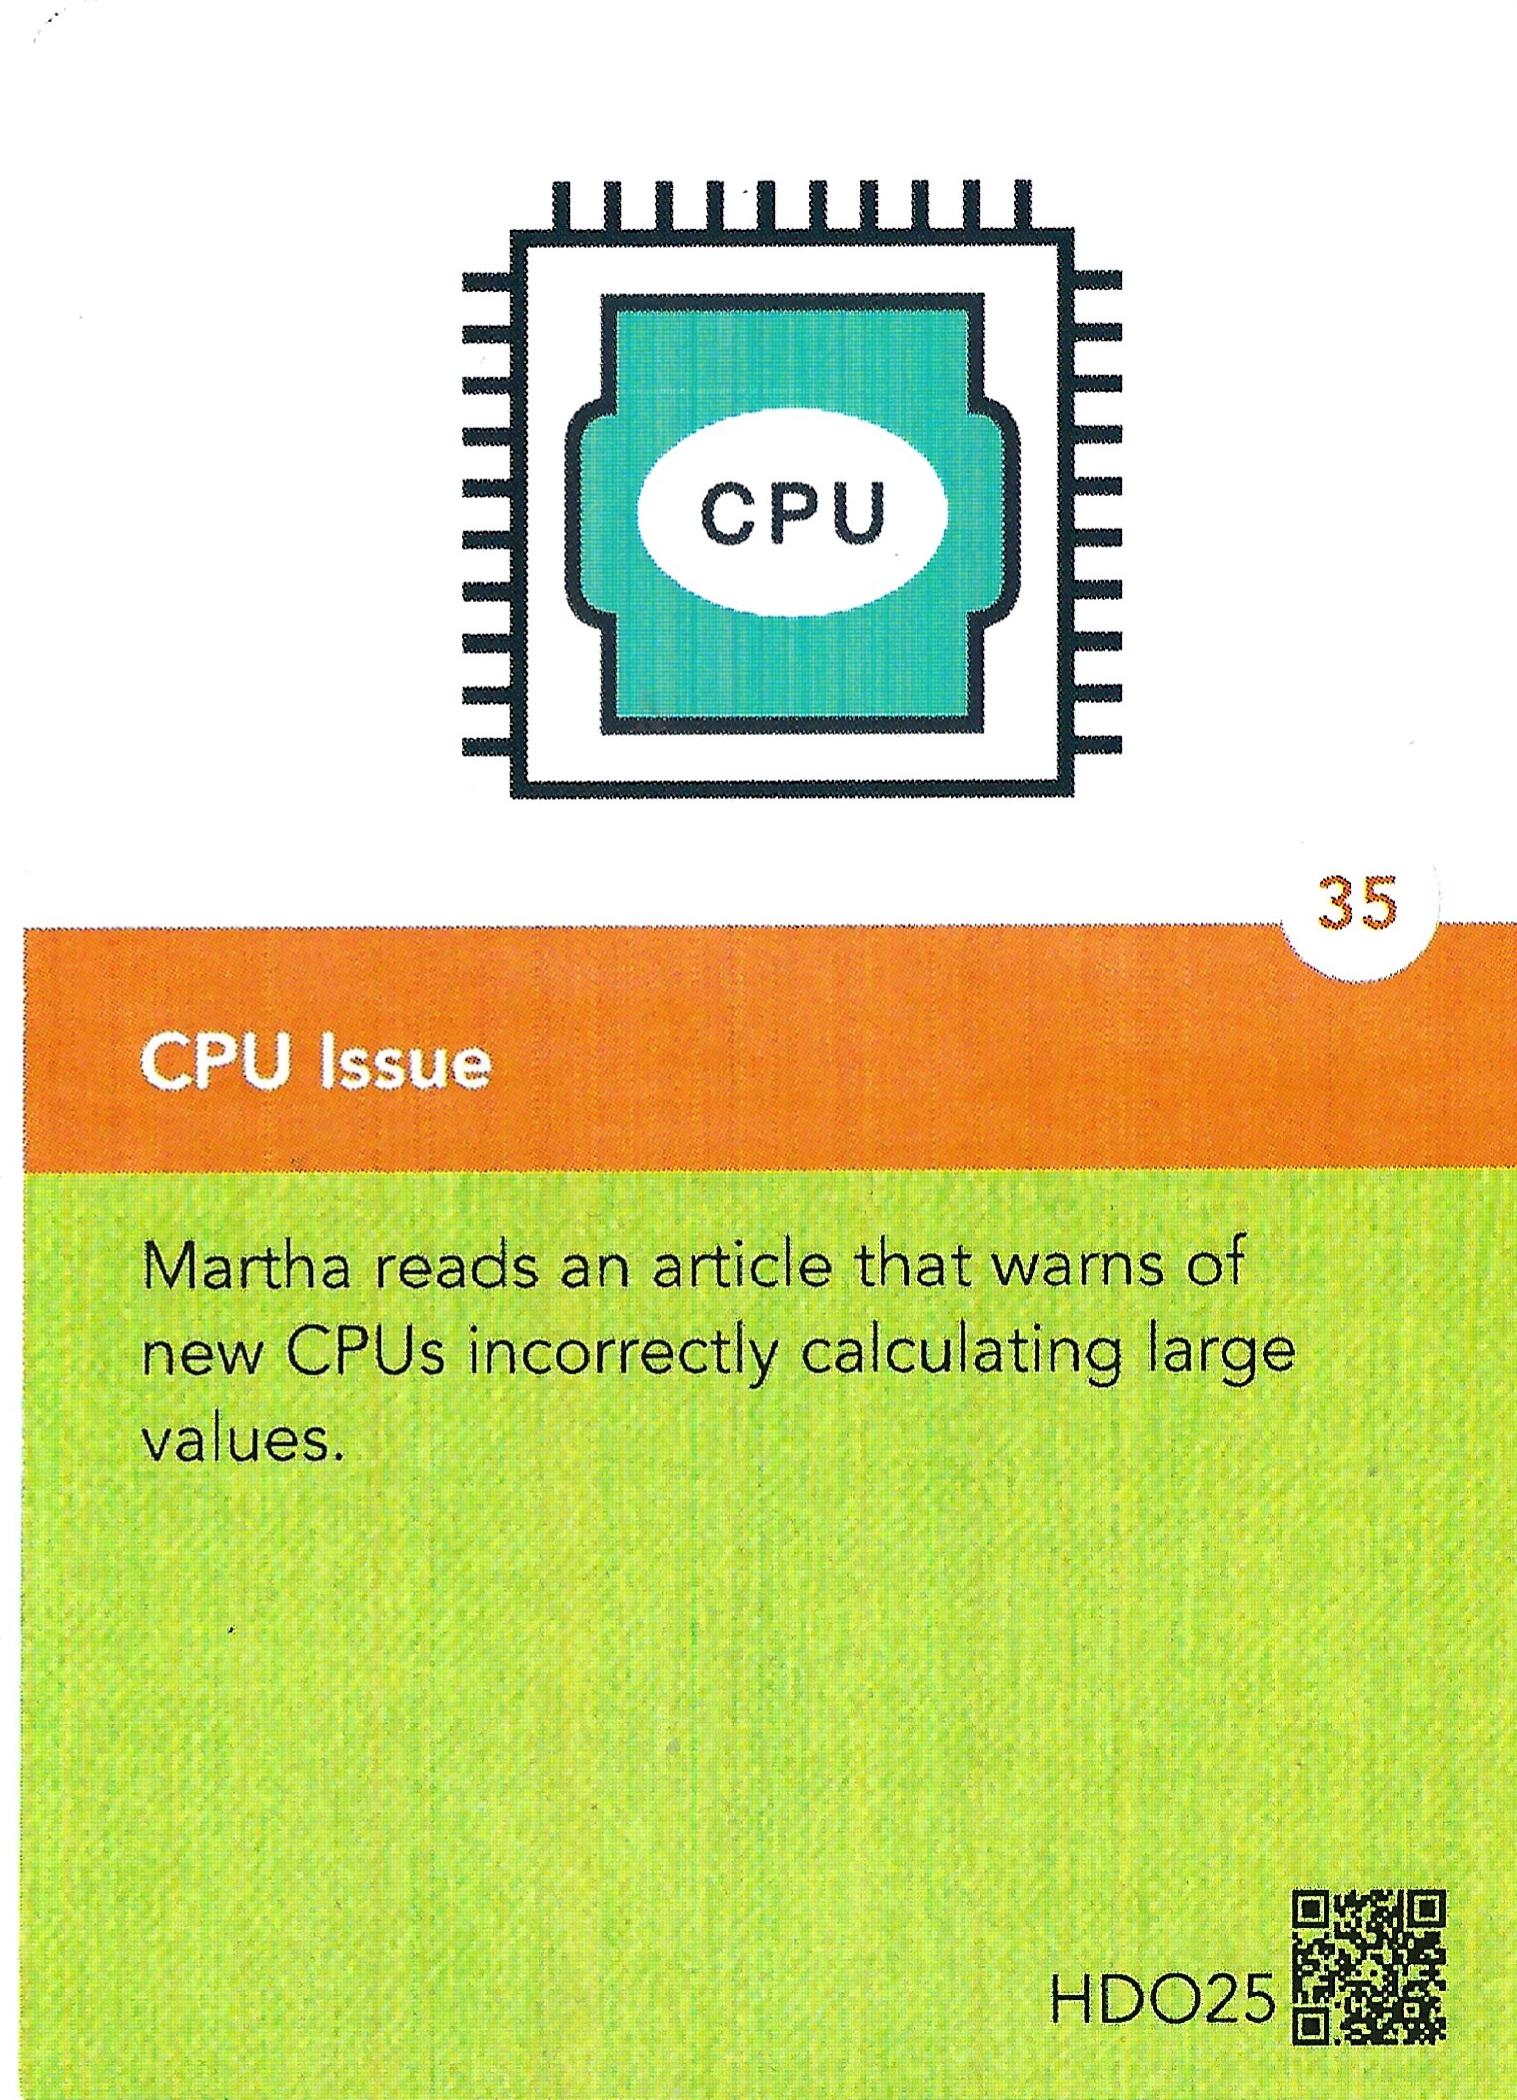 CPU
35
CPU Issue
Martha reads an article that warns of
new CPUs incorrectly calculating large
values.
HDO25